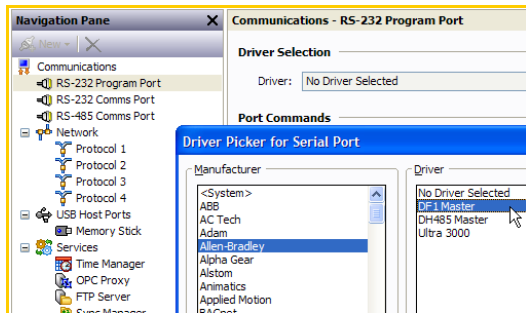 Navigation Pane
New
Communications
RS-232 Program Port
RS-232 Comms Port
RS-485 Comms Port
Network
Protocol 1
Protocol 2
Protocol 3
Protocol 4
USB Host Ports
Memory Stick
Services
Time Manager
OPC Proxy
FTP Server
Sync Manager
Communications - RS-232 Program Port
Driver Selection
Driver: No Driver Selected
Port Commands
Driver Picker for Serial Port
Manufacturer
<System>
ABB
AC Tech
Adam
Allen-Bradley
Alpha Gear
Alstom
Animatics
Applied Motion
BACnet
Driver
No Driver Selected
DF1 Master
DH485 Master
Ultra 3000